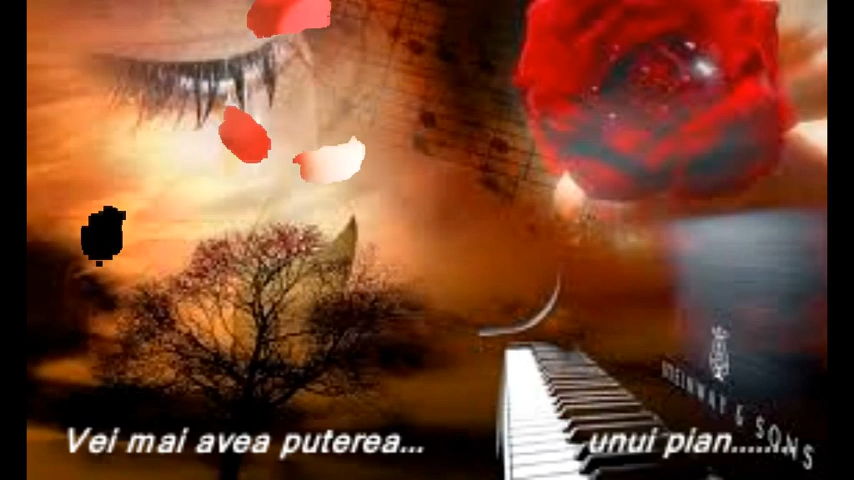 STEINWAY & SONS
Vei mai avea puterea... unui pian.......